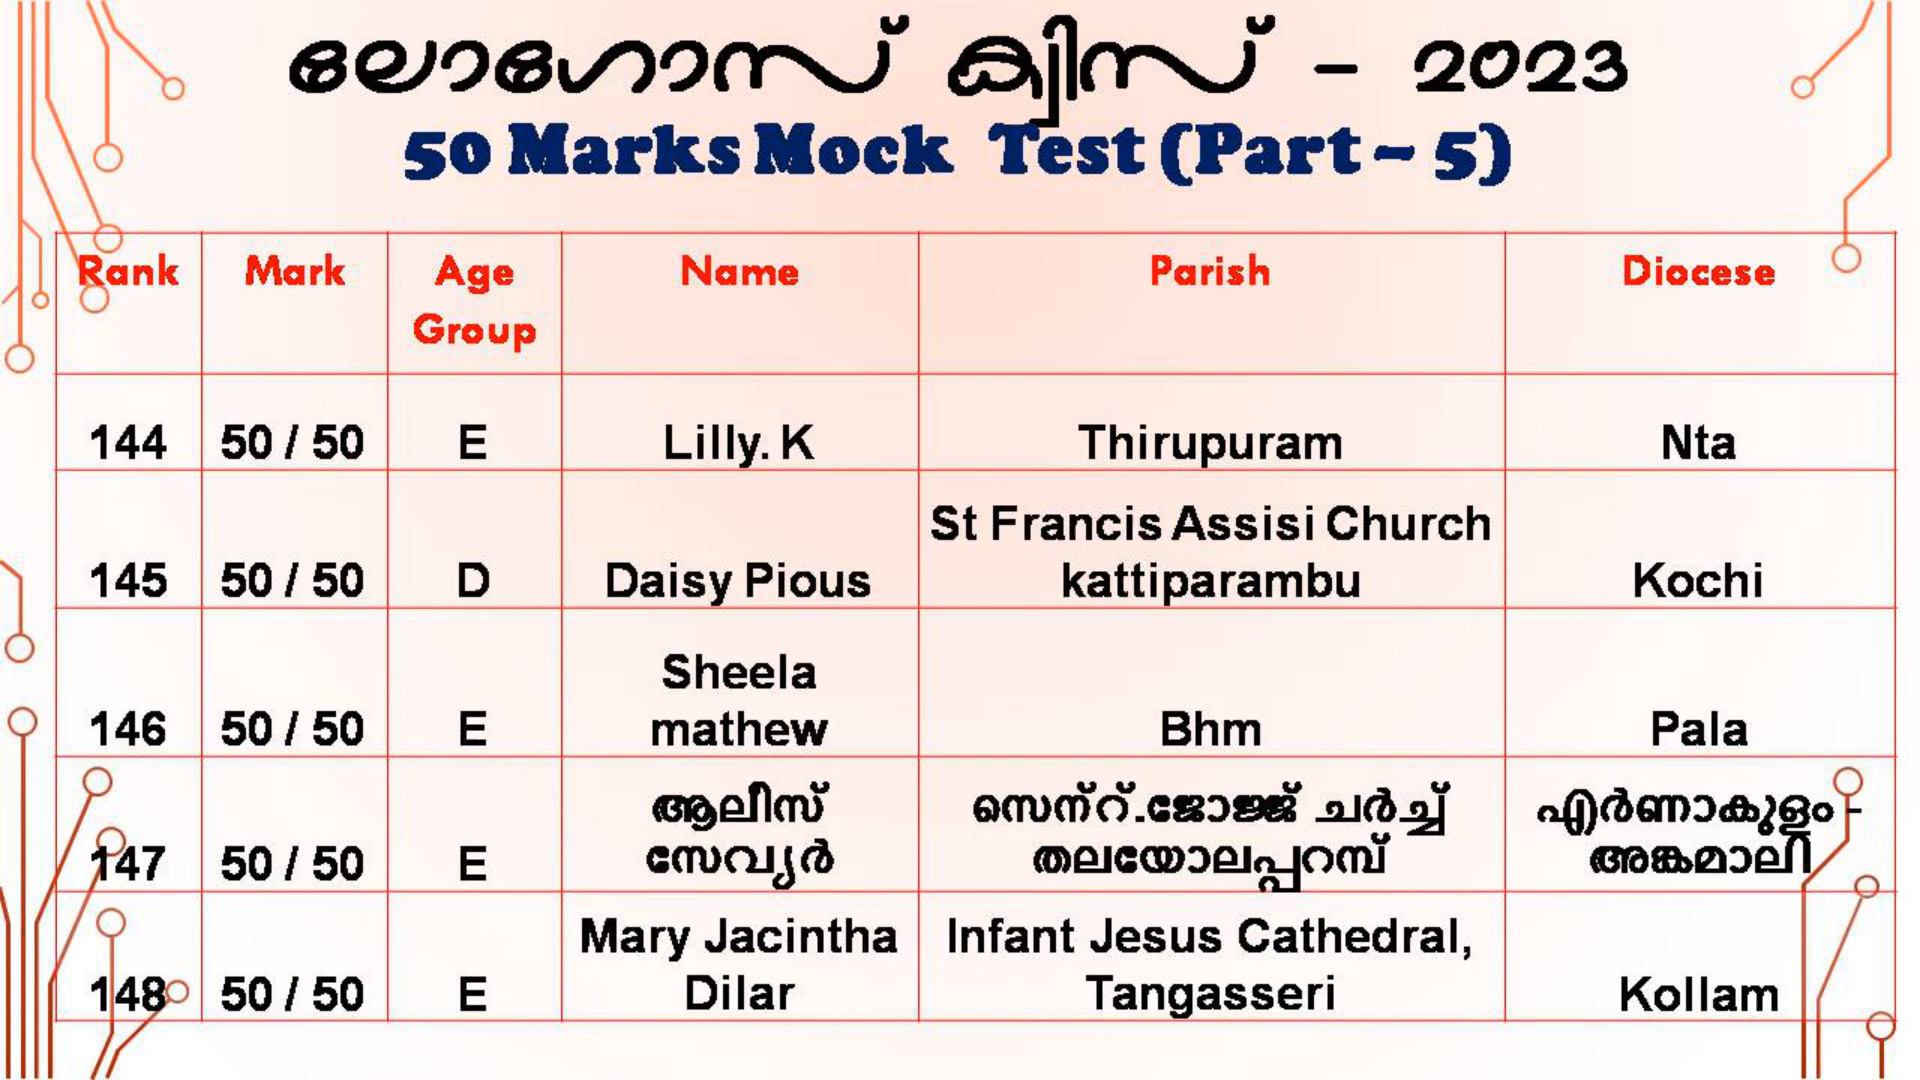 ലോഗോസ് ക്വിസ് – 2023
50 Marks Mock Test (Part – 5)
Rank Mark Age Group Name Parish Diocese
144 50 / 50 E Lilly. K Thirupuram Nta
145 50 / 50 D Daisy Pious St Francis Assisi Church kattiparambu Kochi
146 50 / 50 E Sheela mathew Bhm Pala
147 50 / 50 E ആലീസ് സേവ്യർ സെന്റ്.ജോജ്ജ് ചർച്ച് തലയോലപ്പറമ്പ് എർണാകുളം - അങ്കമാലി
148 50 / 50 E Mary Jacintha Dilar Infant Jesus Cathedral, Tangasseri Kollam